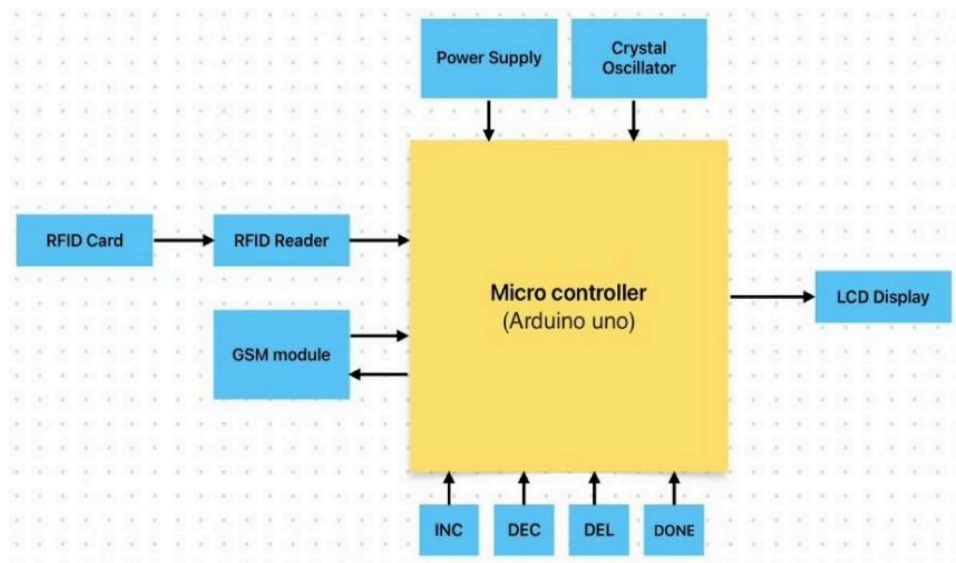 Power Supply
Crystal
Oscillator
RFID Card
RFID Reader
Micro controller
(Arduino uno)
LCD Display
GSM module
INC
DEC
DEL
DONE